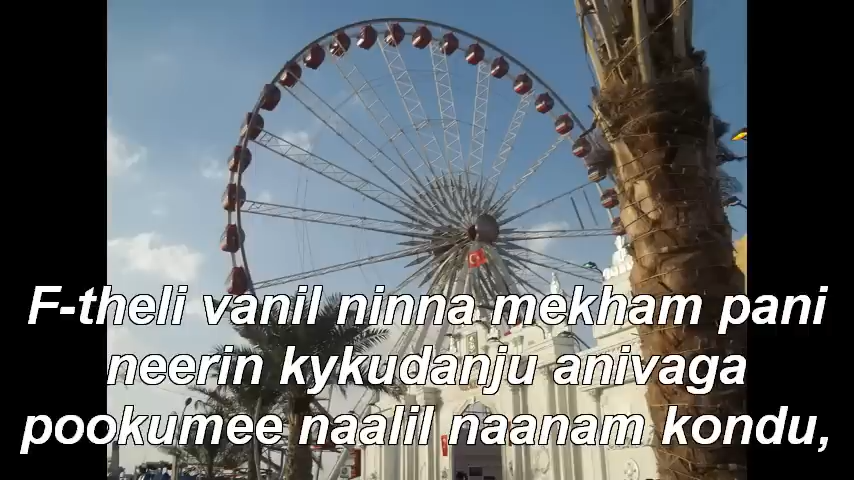 F-theli vanil ninna mekham pani
neerin kykudanju anivaga
pookumee naalil naanam kondu,